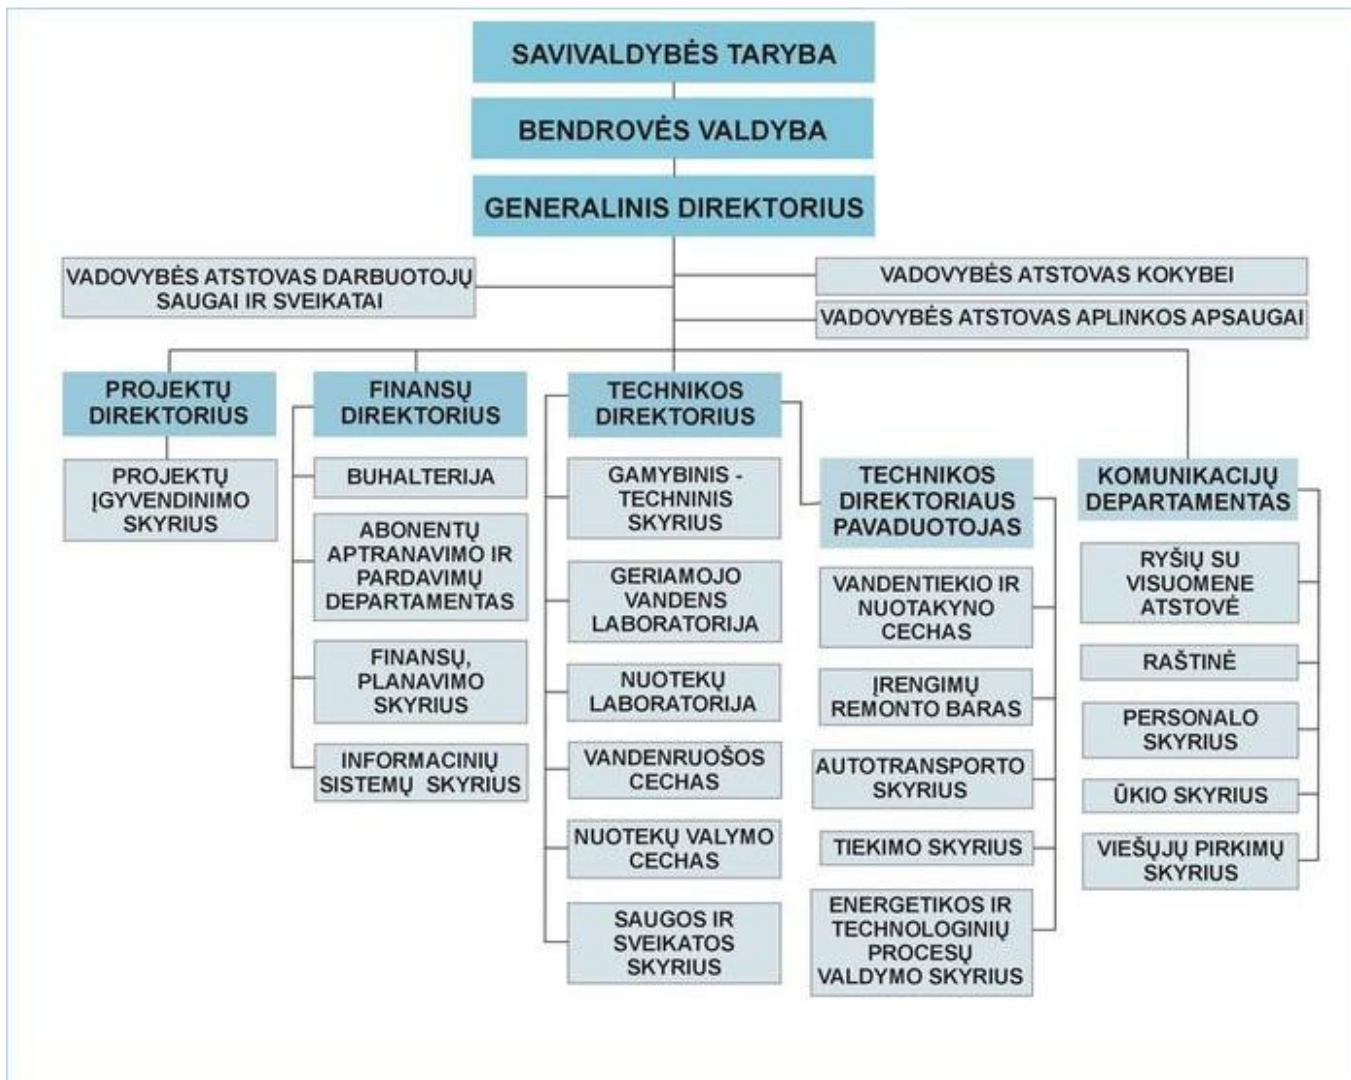 SAVIVALDYBĖS TARYBA
BENDROVĖS VALDYBA
GENERALINIS DIREKTORIUS
VADOVYBĖS ATSTOVAS DARBUOTOJŲ
SAUGAI IR SVEIKATAI
VADOVYBĖS ATSTOVAS KOKYBEI
VADOVYBĖS ATSTOVAS APLINKOS APSAUGAI
PROJEKTŲ
DIREKTORIUS
PROJEKTŲ
ĮGYVENDINIMO
SKYRIUS
FINANSŲ
DIREKTORIUS
BUHALTERIJA
ABONENTŲ
APTRANAVIMO IR
PARDAVIMŲ
DEPARTAMENTAS
FINANSŲ,
PLANAVIMO
SKYRIUS
INFORMACINIŲ
SISTEMŲ SKYRIUS
TECHNIKOS
DIREKTORIUS
GAMYBINIS -
TECHNINIS
SKYRIUS
GERIAMOJO
VANDENS
LABORATORIJA
NUOTEKŲ
LABORATORIJA
VANDENRUOŠOS
CECHAS
NUOTEKŲ VALYMO
CECHAS
SAUGOS IR
SVEIKATOS
SKYRIUS
TECHNIKOS
DIREKTORIAUS
PAVADUOTOJAS
VANDENTIEKIO IR
NUOTAKYNO
CECHAS
ĮRENGIMŲ
REMONTO BARAS
AUTOTRANSPORTO
SKYRIUS
TIEKIMO SKYRIUS
ENERGETIKOS IR
TECHNOLOGINIŲ
PROCESŲ
VALDYMO SKYRIUS
KOMUNIKACIJŲ
DEPARTAMENTAS
RYŠIŲ SU
VISUOMENE
ATSTOVĖ
RAŠTINĖ
PERSONALO
SKYRIUS
ŪKIO SKYRIUS
VIEŠŲJŲ PIRKIMŲ
SKYRIUS